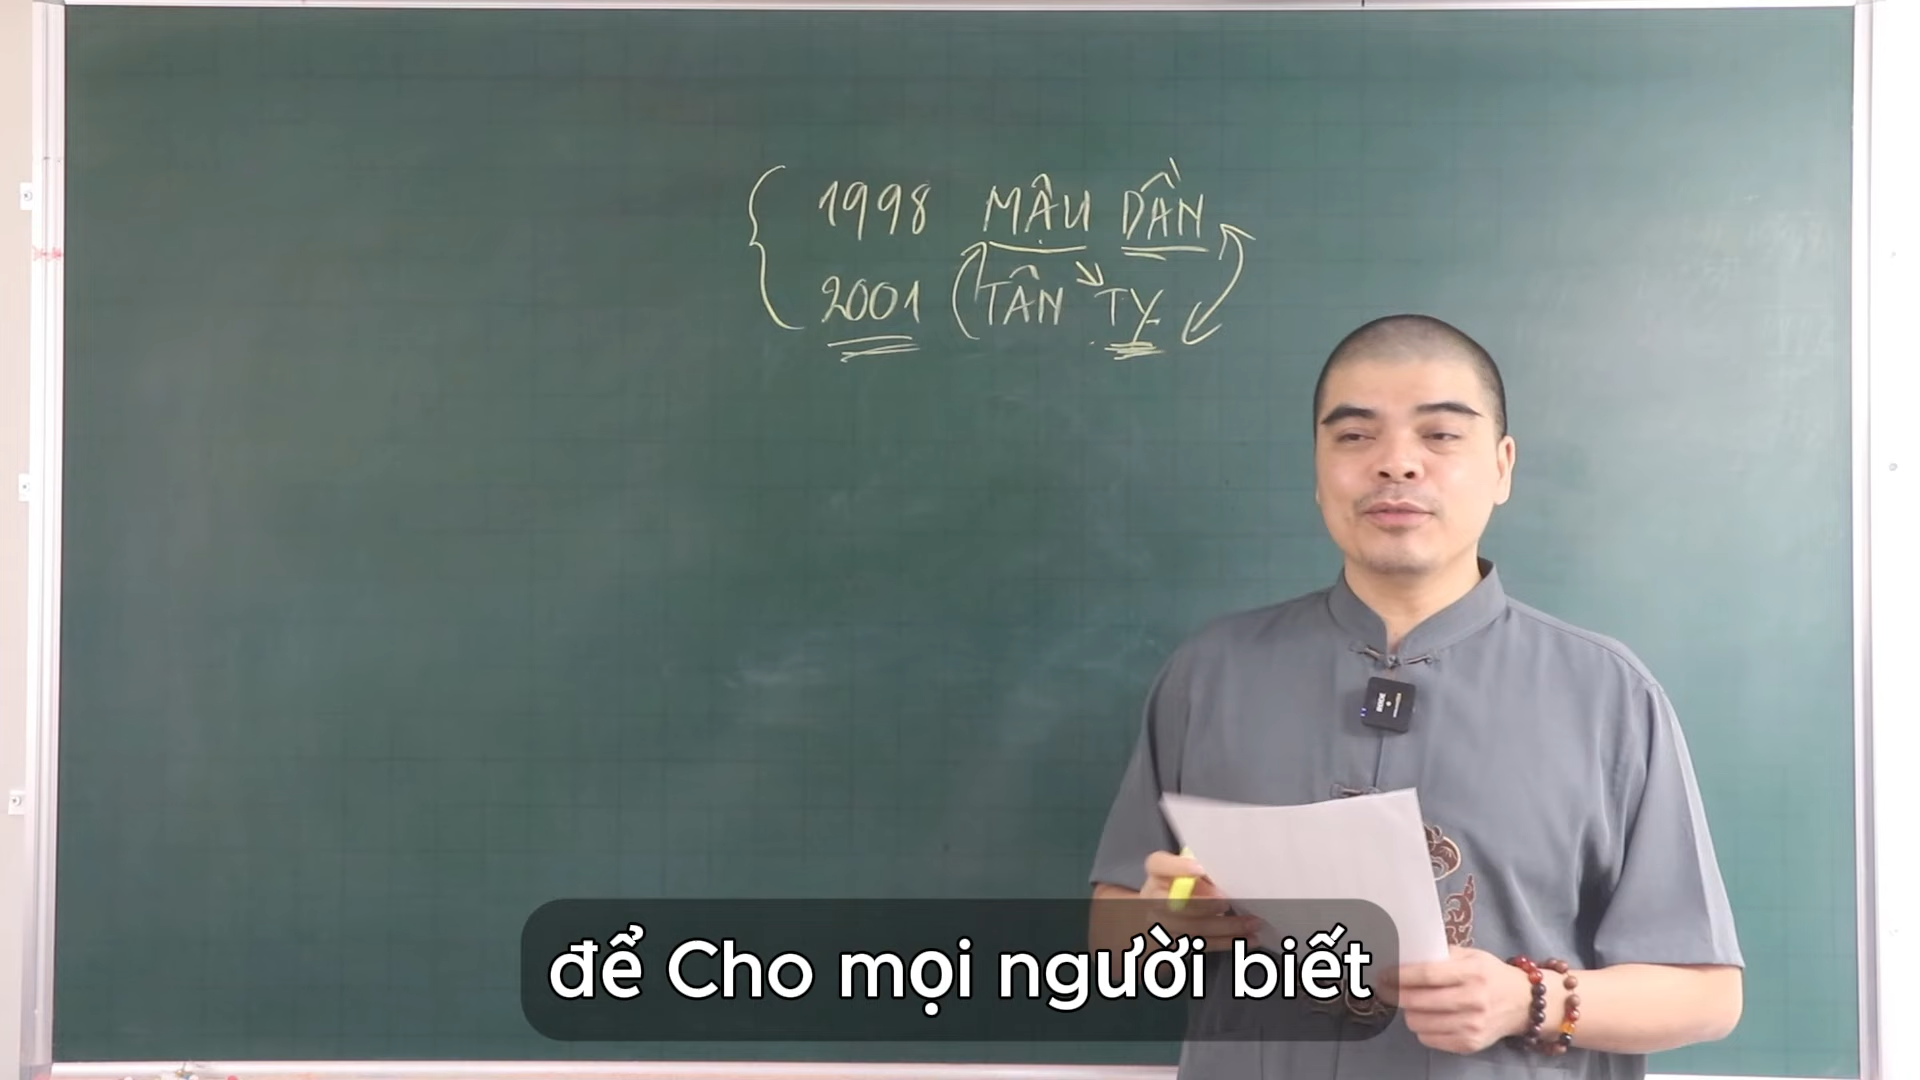 1998 MẬU DẦN
2001 TÂN TỴ
để Cho mọi người biết